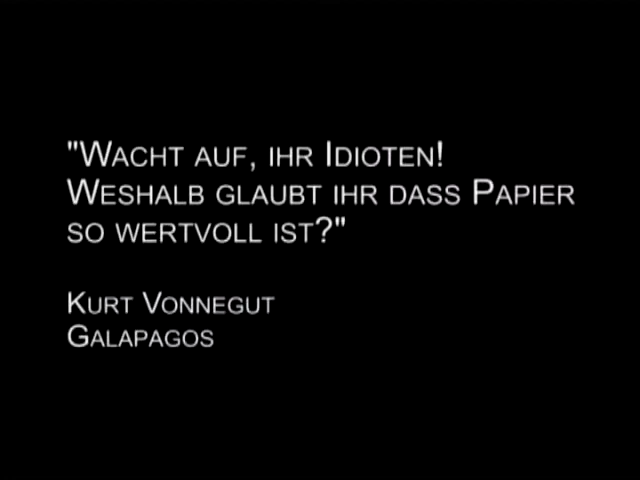 "Wacht auf, ihr Idioten!
Weshalb glaubt ihr dass Papier
so wertvoll ist?"
Kurt Vonnegut
Galapagos